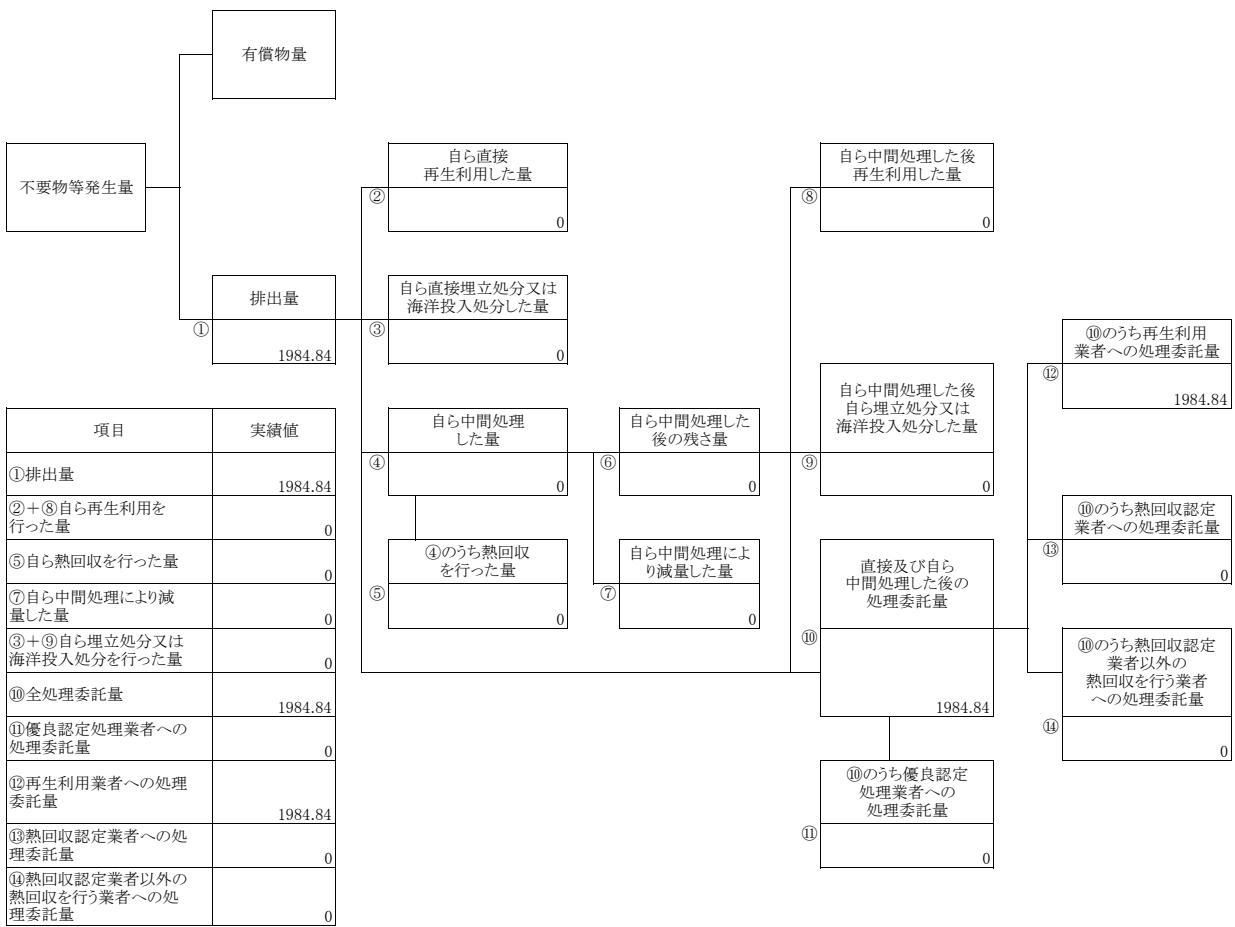 有償物量
不要物等発生量
自ら直接
再生利用した量
②
0
自ら中間処理した後
再生利用した量
⑧
0
排出量
①
1984.84
自ら直接埋立処分又は
海洋投入処分した量
③
0
⑩のうち再生利用
業者への処理委託量
⑫
1984.84
自ら中間処理
した量
④
0
自ら中間処理した
後の残さ量
⑥
0
自ら中間処理した後
自ら埋立処分又は
海洋投入処分した量
⑨
0
⑩のうち熱回収認定
業者への処理委託量
⑬
0
④のうち熱回収
を行った量
⑤
0
自ら中間処理によ
り減量した量
⑦
0
直接及び自ら
中間処理した後の
処理委託量
⑩
1984.84
⑩のうち熱回収認定
業者以外の
熱回収を行う業者
への処理委託量
⑭
0
⑩のうち優良認定
処理業者への
処理委託量
⑪
0
項目 実績値
①排出量 1984.84
②＋⑧自ら再生利用を
行った量 0
⑤自ら熱回収を行った量 0
⑦自ら中間処理により減
量した量 0
③＋⑨自ら埋立処分又は
海洋投入処分を行った量 0
⑩全処理委託量 1984.84
⑪優良認定処理業者への
処理委託量 0
⑫再生利用業者への処理
委託量 1984.84
⑬熱回収認定業者への処
理委託量 0
⑭熱回収認定業者以外の
熱回収を行う業者への処
理委託量 0